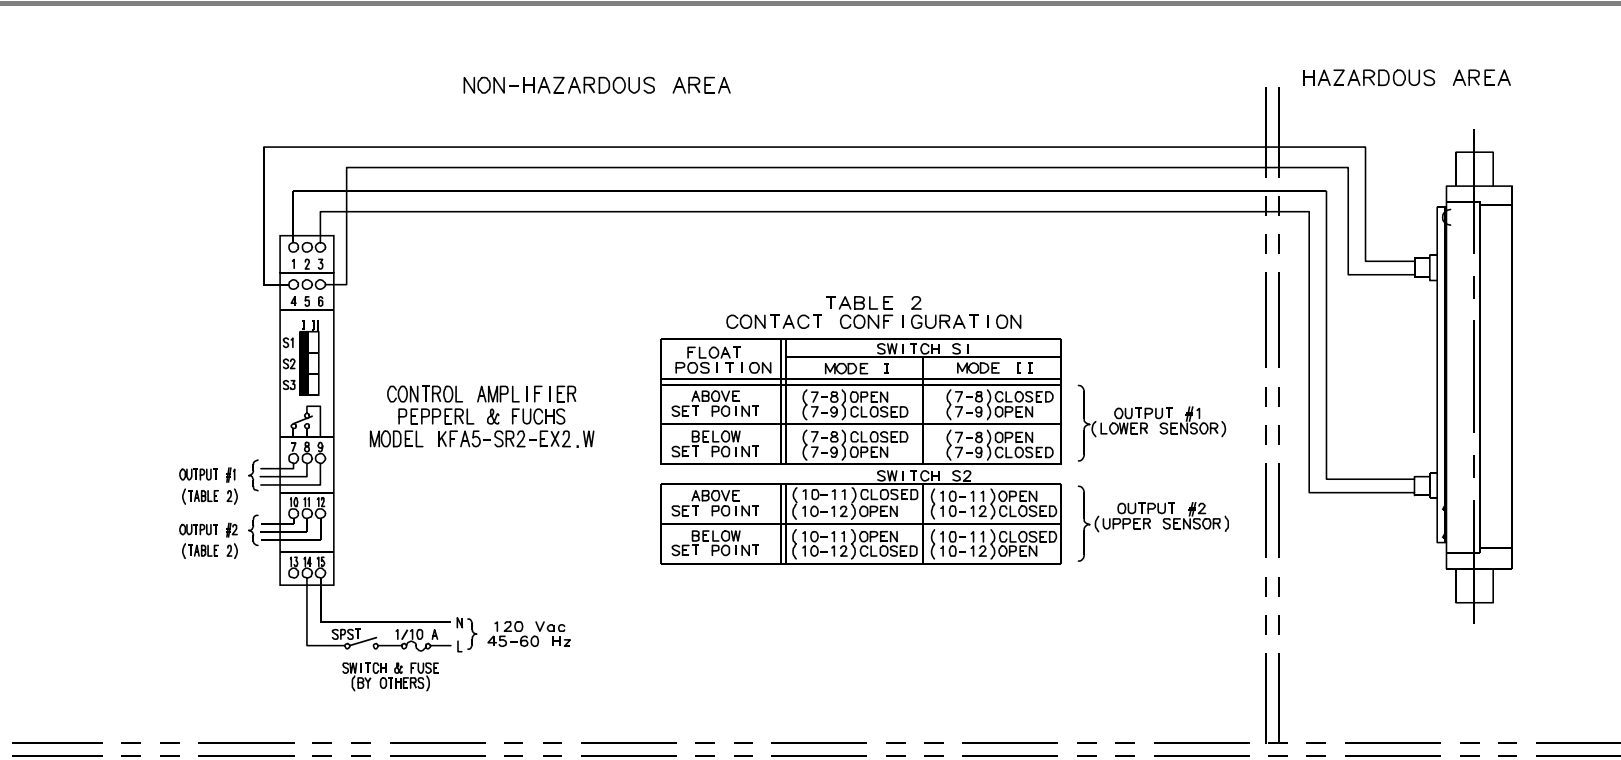 NON-HAZARDOUS AREA
HAZARDOUS AREA
1 2 3
4 5 6
I II
S1
S2
S3
7 8 9
10 11 12
13 14 15
OUTPUT #1
(TABLE 2)
OUTPUT #2
(TABLE 2)
CONTROL AMPLIFIER
PEPPERL & FUCHS
MODEL KFA5-SR2-EX2.W
SPST
1/10 A
N
L
120 Vac
45-60 Hz
SWITCH & FUSE
(BY OTHERS)
TABLE 2
CONTACT CONFIGURATION
FLOAT
POSITION
SWITCH S1
MODE I
MODE II
ABOVE
SET POINT
(7-8)OPEN
(7-9)CLOSED
(7-8)CLOSED
(7-9)OPEN
BELOW
SET POINT
(7-8)CLOSED
(7-9)OPEN
(7-8)OPEN
(7-9)CLOSED
OUTPUT #1
(LOWER SENSOR)
SWITCH S2
ABOVE
SET POINT
(10-11)CLOSED
(10-12)OPEN
(10-11)OPEN
(10-12)CLOSED
BELOW
SET POINT
(10-11)OPEN
(10-12)CLOSED
(10-11)CLOSED
(10-12)OPEN
OUTPUT #2
(UPPER SENSOR)